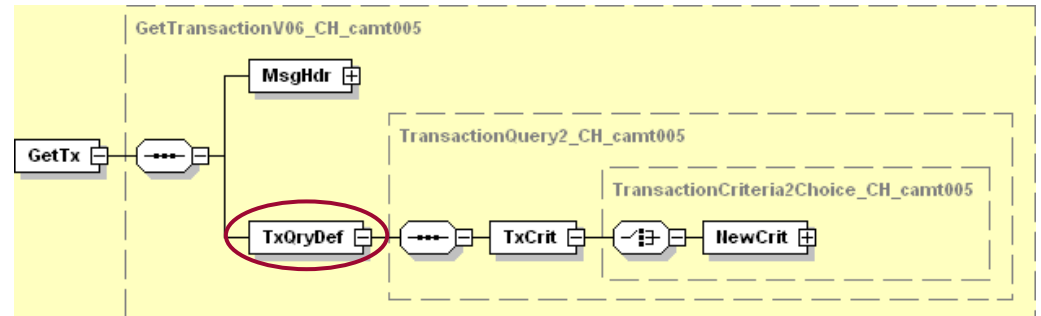 GetTransactionV06_CH_camt005
MsgHdr
TransactionQuery2_CH_camt005
GetTx
TransactionCriteria2Choice_CH_camt005
TxQryDef
TxCrit
NewCrit